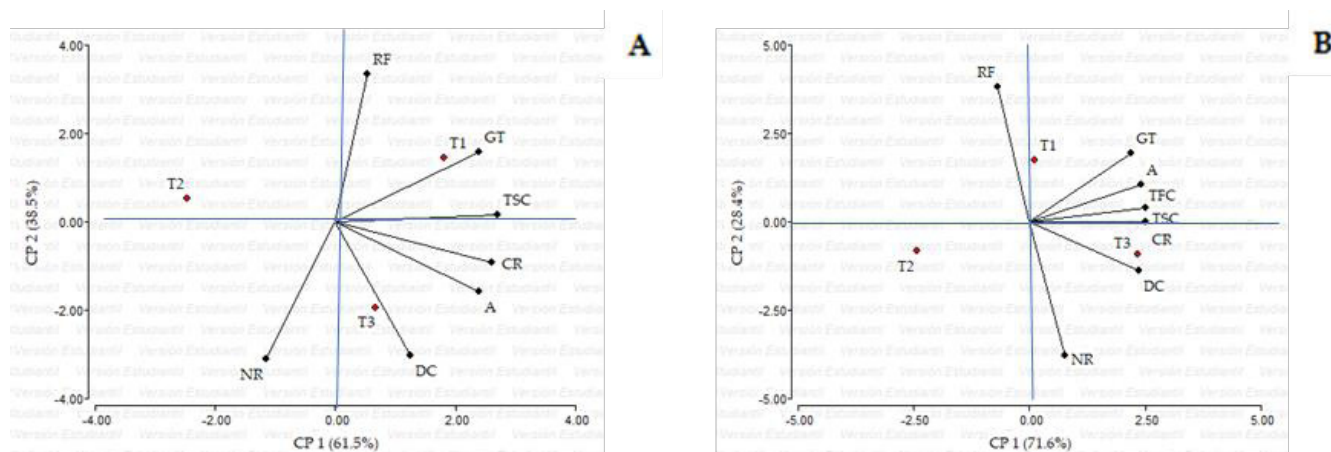 A
4.00
2.00
0.00
-2.00
-4.00
CP 2 (38.5%)
RF
T1
GT
T2
TSC
CR
A
T3
NR
DC
-4.00
-2.00
0.00
2.00
4.00
CP 1 (61.5%)
B
5.00
2.50
0.00
-2.50
-5.00
CP 2 (28.4%)
RF
T1
GT
A
TFC
TSC
T3
CR
T2
DC
NR
-5.00
-2.50
0.00
2.50
5.00
CP 1 (71.6%)
Versión Estudiantil